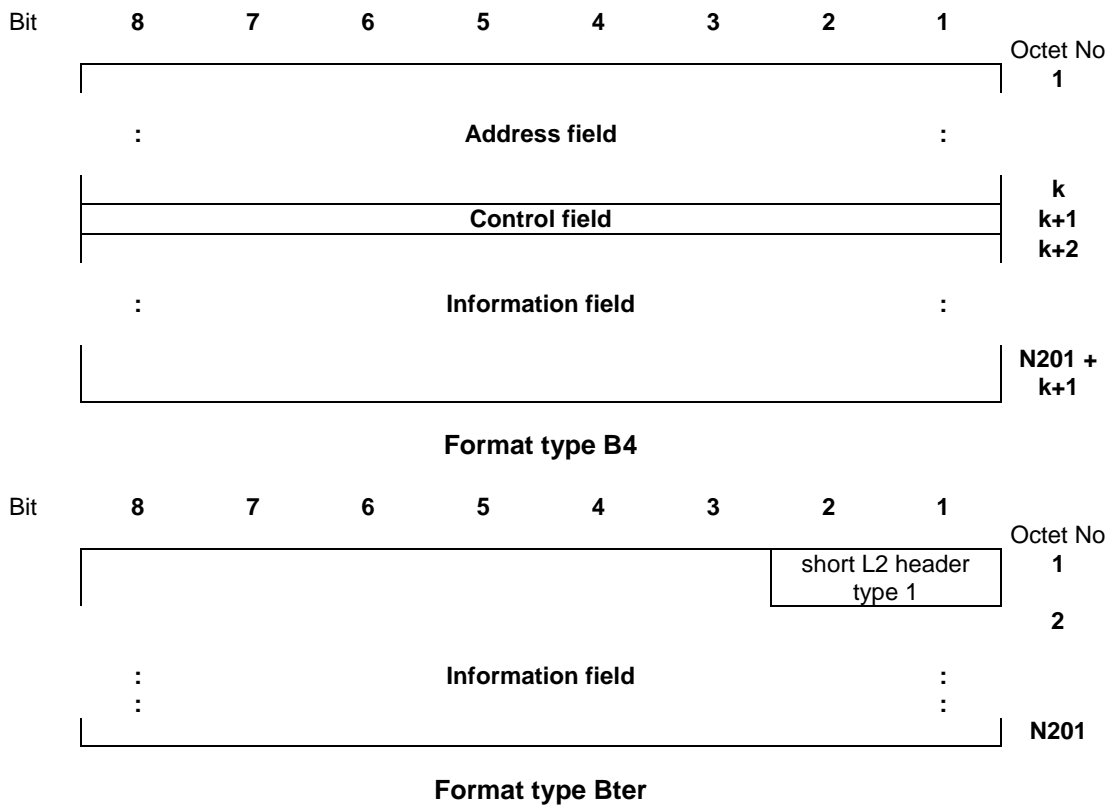 Bit 8 7 6 5 4 3 2 1
Octet No
1
: Address field :
k
Control field k+1
k+2
: Information field :
N201 +
k+1
Format type B4
Bit 8 7 6 5 4 3 2 1
Octet No
short L2 header 1
type 1
2
: Information field :
: :
N201
Format type Bter